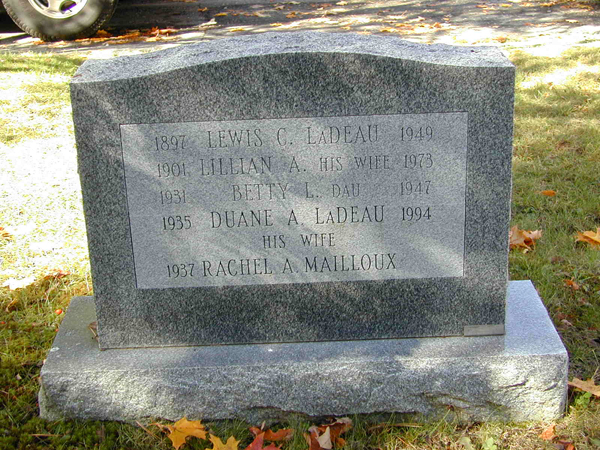 1897 LEWIS C. LADEAU 1949
1901 LILLIAN A. HIS WIFE 1973
1931 BETTY L. DAU. 1947
1935 DUANE A. LADEAU 1994
HIS WIFE
1937 RACHEL A. MAILLOUX